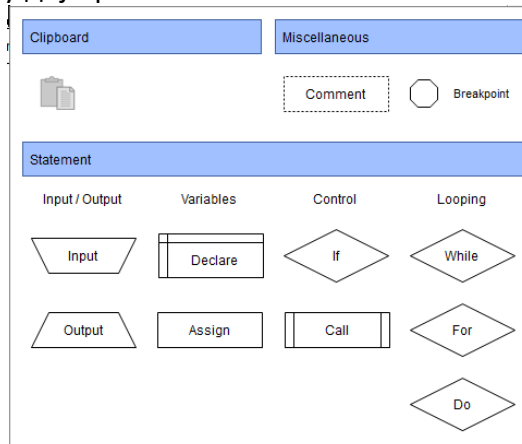 Clipboard
Miscellaneous
Comment
Breakpoint
Statement
Input / Output
Variables
Control
Looping
Input
Declare
If
While
Output
Assign
Call
For
Do